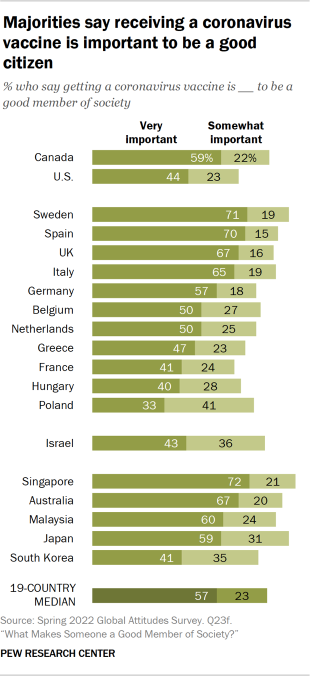 Majorities say receiving a coronavirus
vaccine is important to be a good
citizen
% who say getting a coronavirus vaccine is __ to be a
good member of society
Very important Somewhat important
Canada 59% 22%
U.S. 44 23
Sweden 71 19
Spain 70 15
UK 67 16
Italy 65 19
Germany 57 18
Belgium 50 27
Netherlands 50 25
Greece 47 23
France 41 24
Hungary 40 28
Poland 33 41
Israel 43 36
Singapore 72 21
Australia 67 20
Malaysia 60 24
Japan 59 31
South Korea 41 35
19-COUNTRY
MEDIAN 57 23
Source: Spring 2022 Global Attitudes Survey. Q23f.
“What Makes Someone a Good Member of Society?”
PEW RESEARCH CENTER